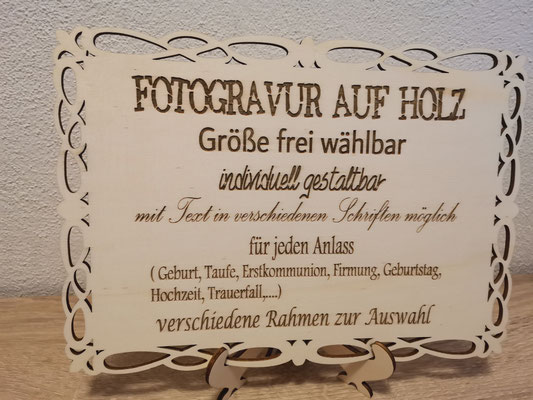 FOTOGRAVUR AUF HOLZ
Größe frei wählbar
individuell gestaltbar
mit Text in verschiedenen Schriften möglich
für jeden Anlass
( Geburt, Taufe, Erstkommunion, Firmung, Geburtstag,
Hochzeit, Trauerfall,....)
verschiedene Rahmen zur Auswahl